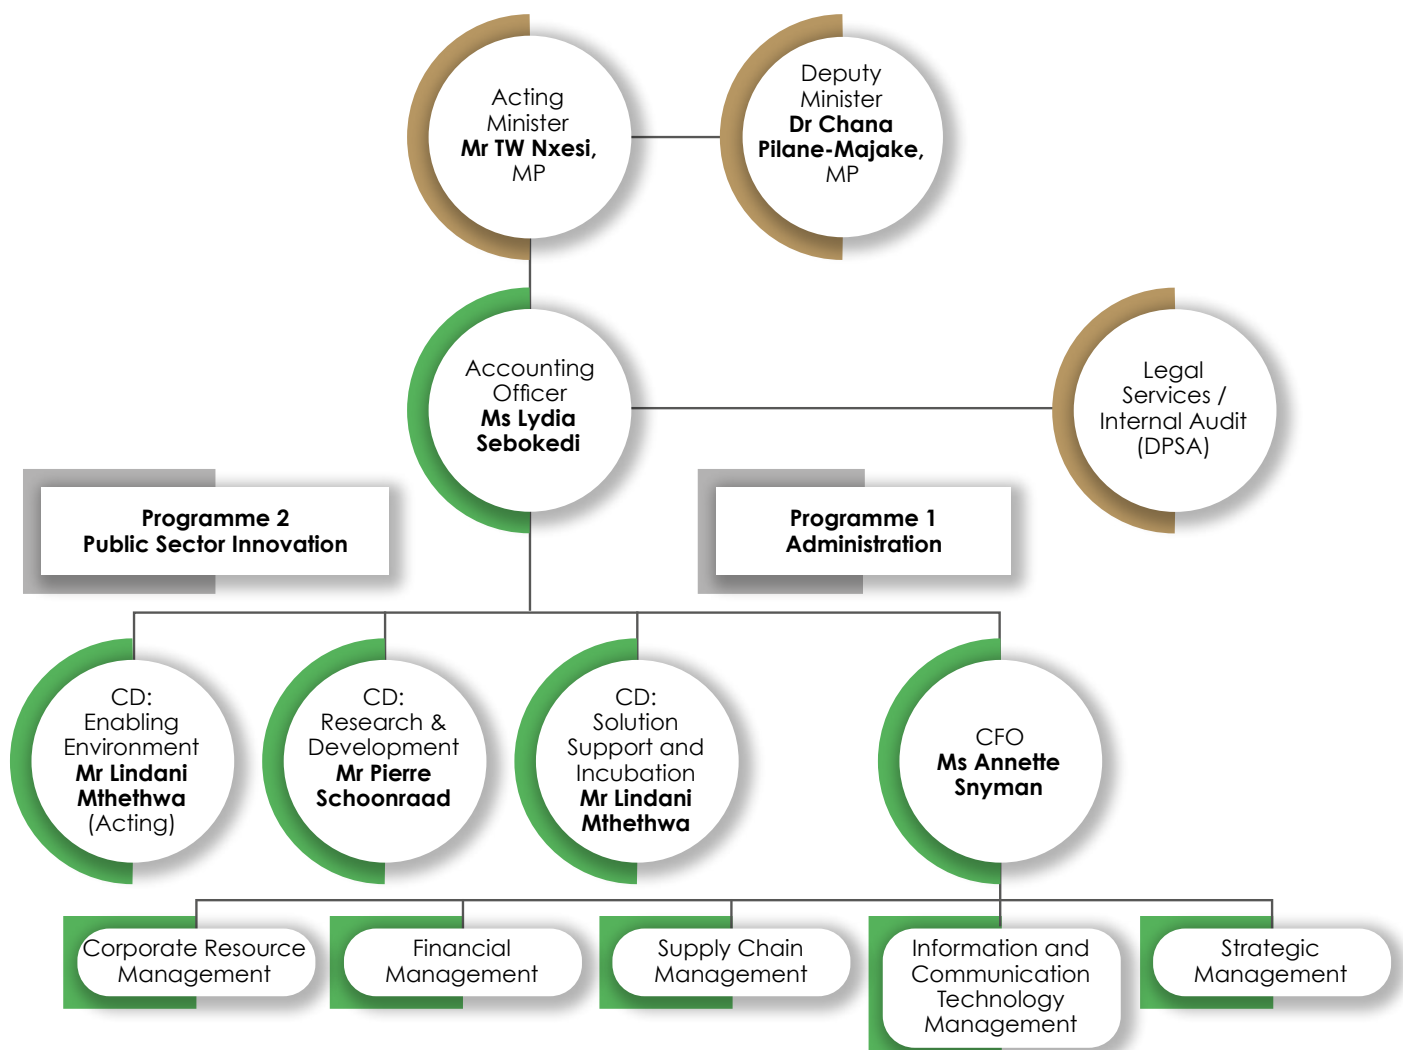 Acting
Minister
Mr TW Nxesi,
MP
Deputy
Minister
Dr Chana
Pilane-Majake,
MP
Accounting
Officer
Ms Lydia
Sebokedi
Legal
Services /
Internal Audit
(DPSA)
Programme 2
Public Sector Innovation
Programme 1
Administration
CD:
Enabling
Environment
Mr Lindani
Mthethwa
(Acting)
CD:
Research &
Development
Mr Pierre
Schoonraad
CD:
Solution
Support and
Incubation
Mr Lindani
Mthethwa
CFO
Ms Annette
Snyman
Corporate Resource
Management
Financial
Management
Supply Chain
Management
Information and
Communication
Technology
Management
Strategic
Management